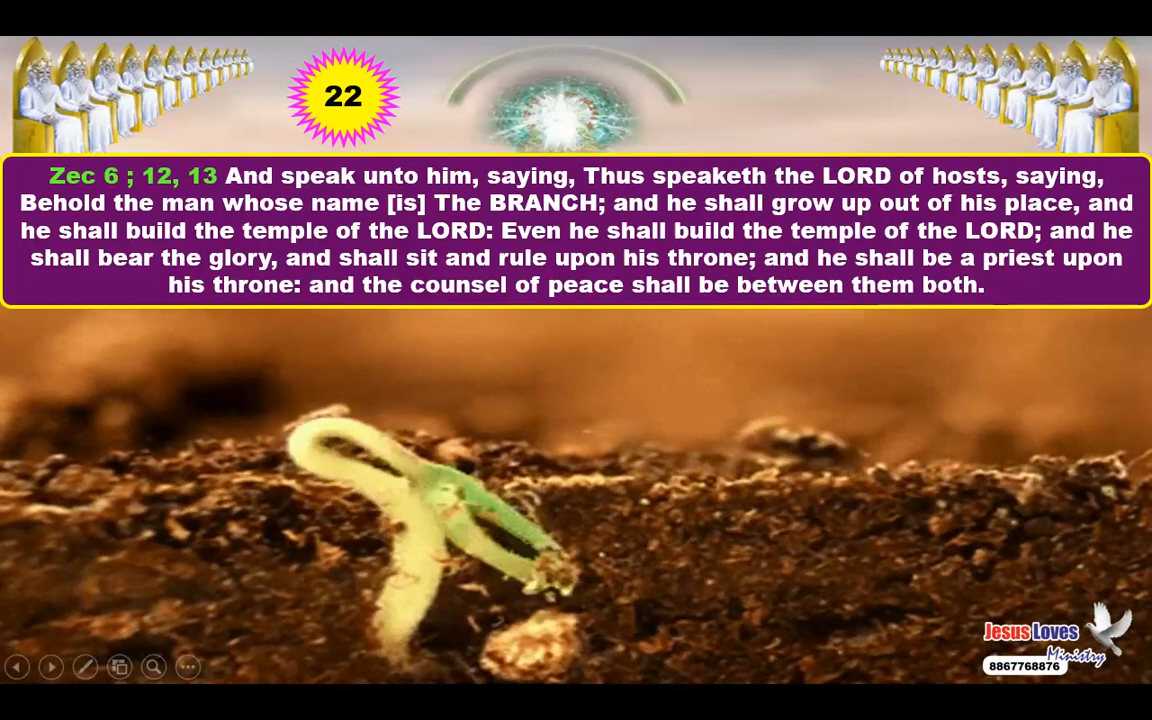 22
Zec 6 ; 12, 13 And speak unto him, saying, Thus speaketh the LORD of hosts, saying,
Behold the man whose name [is] The BRANCH; and he shall grow up out of his place, and
he shall build the temple of the LORD: Even he shall build the temple of the LORD; and he
shall bear the glory, and shall sit and rule upon his throne; and he shall be a priest upon
his throne: and the counsel of peace shall be between them both.
Jesus Loves
Ministry
8867768876